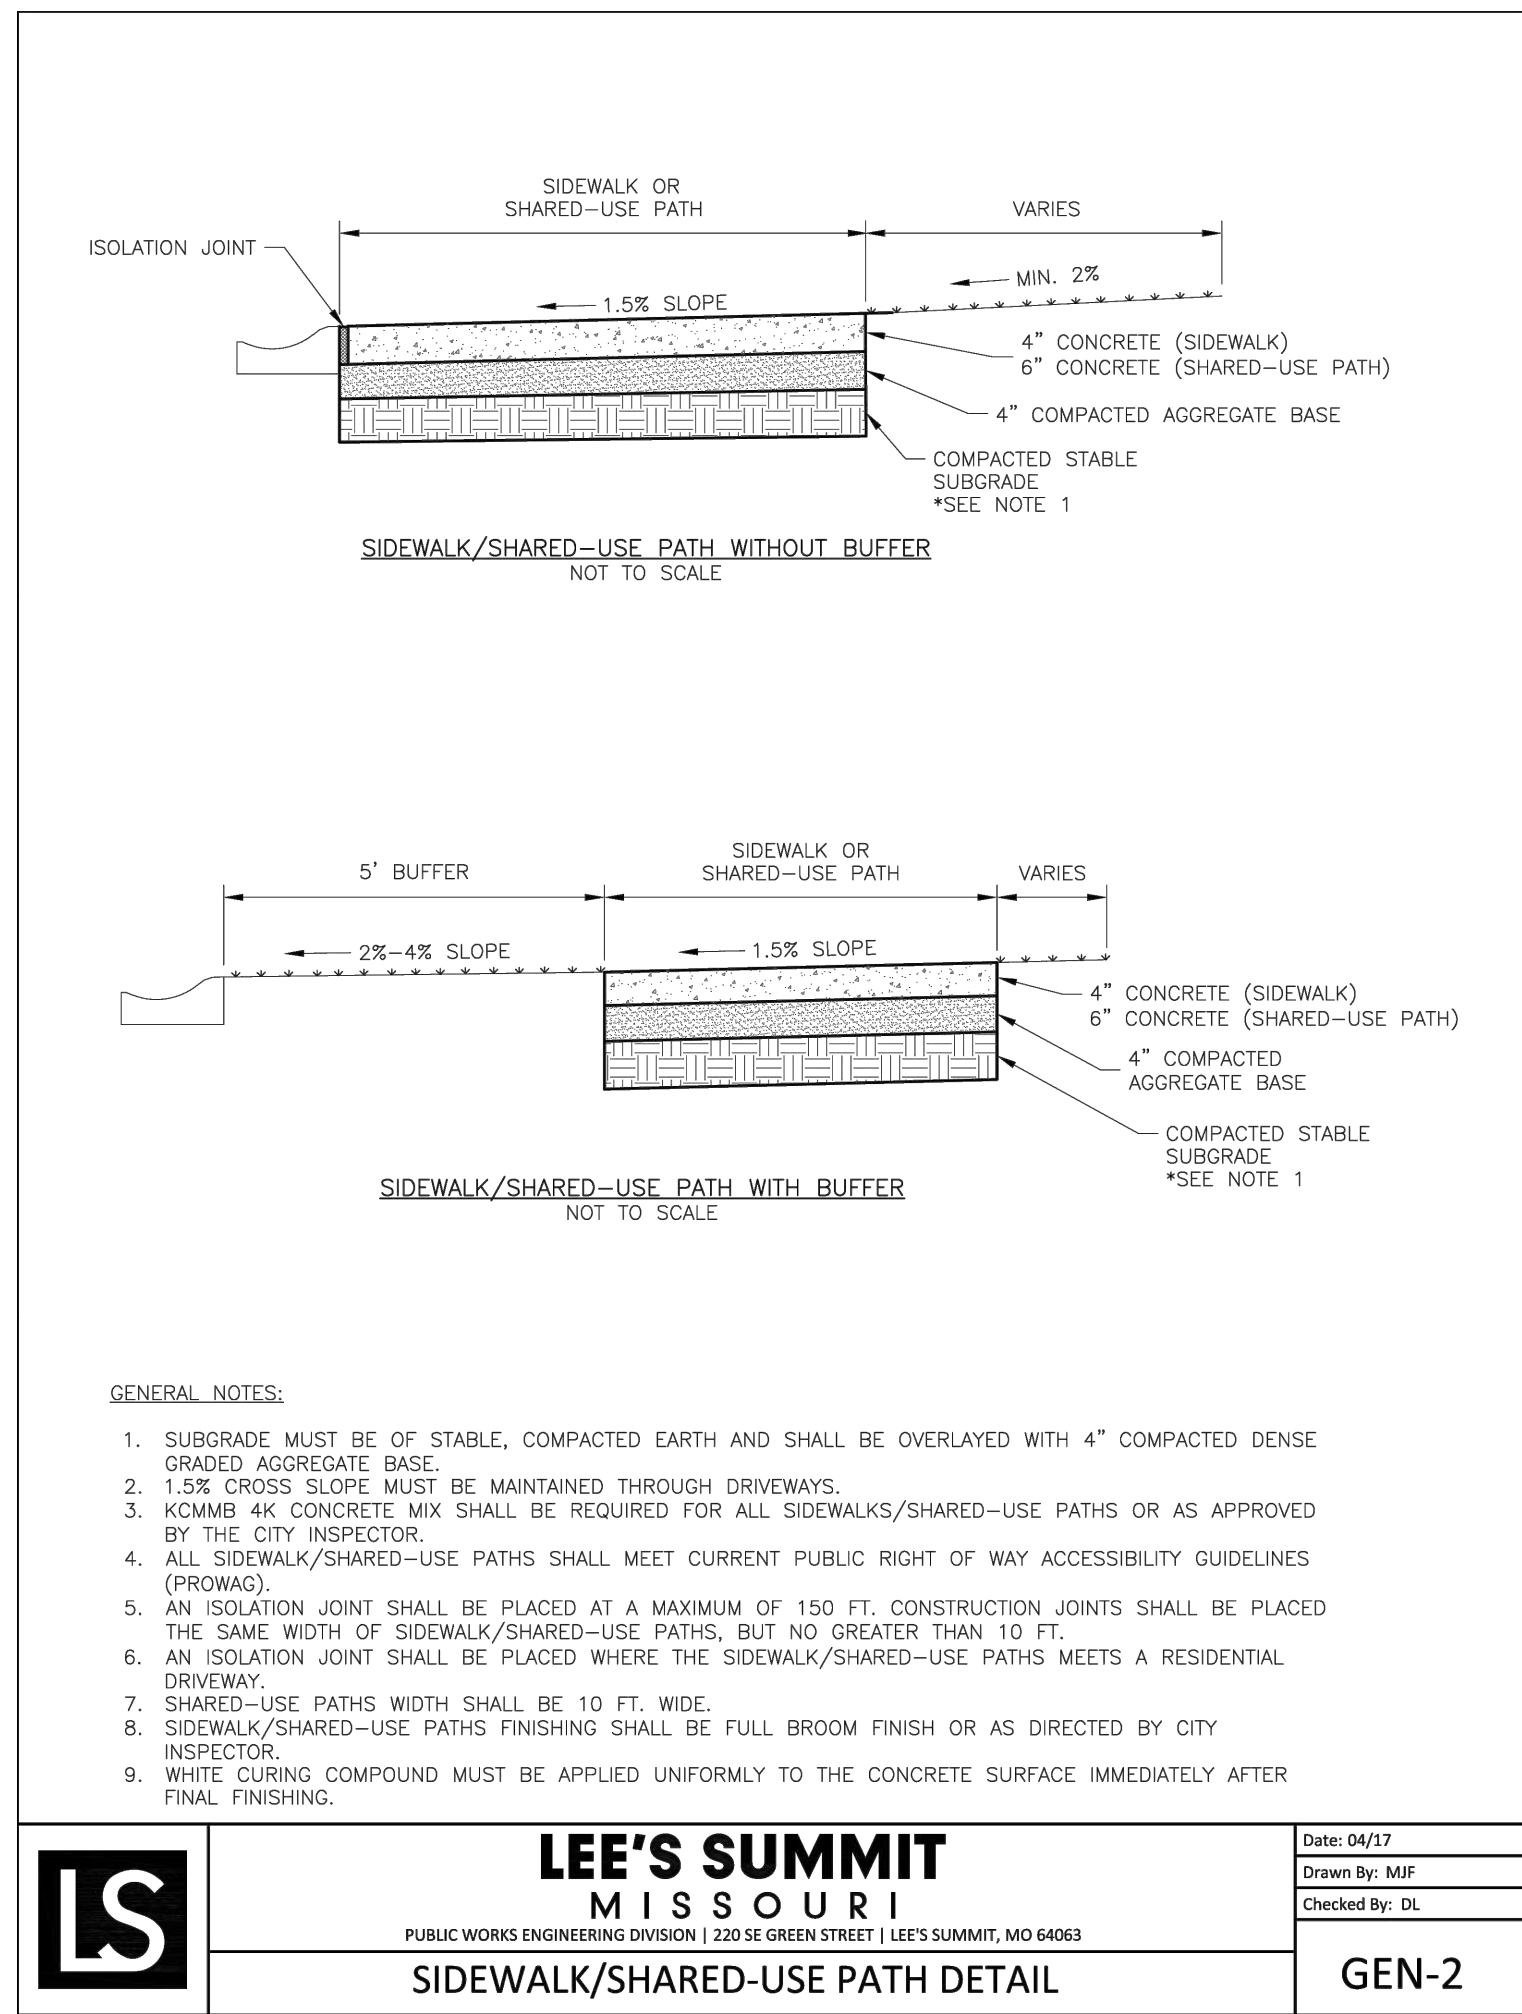 SIDEWALK OR
SHARED-USE PATH
VARIES
ISOLATION JOINT
MIN. 2%
1.5% SLOPE
4" CONCRETE (SIDEWALK)
6" CONCRETE (SHARED-USE PATH)
4" COMPACTED AGGREGATE BASE
COMPACTED STABLE
SUBGRADE
*SEE NOTE 1
SIDEWALK/SHARED-USE PATH WITHOUT BUFFER
NOT TO SCALE
5' BUFFER
SIDEWALK OR
SHARED-USE PATH
VARIES
2%-4% SLOPE
1.5% SLOPE
4" CONCRETE (SIDEWALK)
6" CONCRETE (SHARED-USE PATH)
4" COMPACTED
AGGREGATE BASE
COMPACTED STABLE
SUBGRADE
*SEE NOTE 1
SIDEWALK/SHARED-USE PATH WITH BUFFER
NOT TO SCALE
GENERAL NOTES:
1. SUBGRADE MUST BE OF STABLE, COMPACTED EARTH AND SHALL BE OVERLAYED WITH 4" COMPACTED DENSE
GRADED AGGREGATE BASE.
2. 1.5% CROSS SLOPE MUST BE MAINTAINED THROUGH DRIVEWAYS.
3. KCMMB 4K CONCRETE MIX SHALL BE REQUIRED FOR ALL SIDEWALKS/SHARED-USE PATHS OR AS APPROVED
BY THE CITY INSPECTOR.
4. ALL SIDEWALK/SHARED-USE PATHS SHALL MEET CURRENT PUBLIC RIGHT OF WAY ACCESSIBILITY GUIDELINES
(PROWAG).
5. AN ISOLATION JOINT SHALL BE PLACED AT A MAXIMUM OF 150 FT. CONSTRUCTION JOINTS SHALL BE PLACED
THE SAME WIDTH OF SIDEWALK/SHARED-USE PATHS, BUT NO GREATER THAN 10 FT.
6. AN ISOLATION JOINT SHALL BE PLACED WHERE THE SIDEWALK/SHARED-USE PATHS MEETS A RESIDENTIAL
DRIVEWAY.
7. SHARED-USE PATHS WIDTH SHALL BE 10 FT. WIDE.
8. SIDEWALK/SHARED-USE PATHS FINISHING SHALL BE FULL BROOM FINISH OR AS DIRECTED BY CITY
INSPECTOR.
9. WHITE CURING COMPOUND MUST BE APPLIED UNIFORMLY TO THE CONCRETE SURFACE IMMEDIATELY AFTER
FINAL FINISHING.
LS
LEE'S SUMMIT
MISSOURI
PUBLIC WORKS ENGINEERING DIVISION | 220 SE GREEN STREET | LEE'S SUMMIT, MO 64063
SIDEWALK/SHARED-USE PATH DETAIL
Date: 04/17
Drawn By: MJF
Checked By: DL
GEN-2